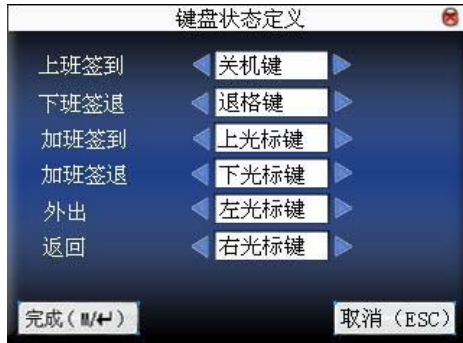 键盘状态定义
上班签到 关机键
下班签退 退格键
加班签到 上光标键
加班签退 下光标键
外出 左光标键
返回 右光标键
完成(M/↵) 取消(ESC)